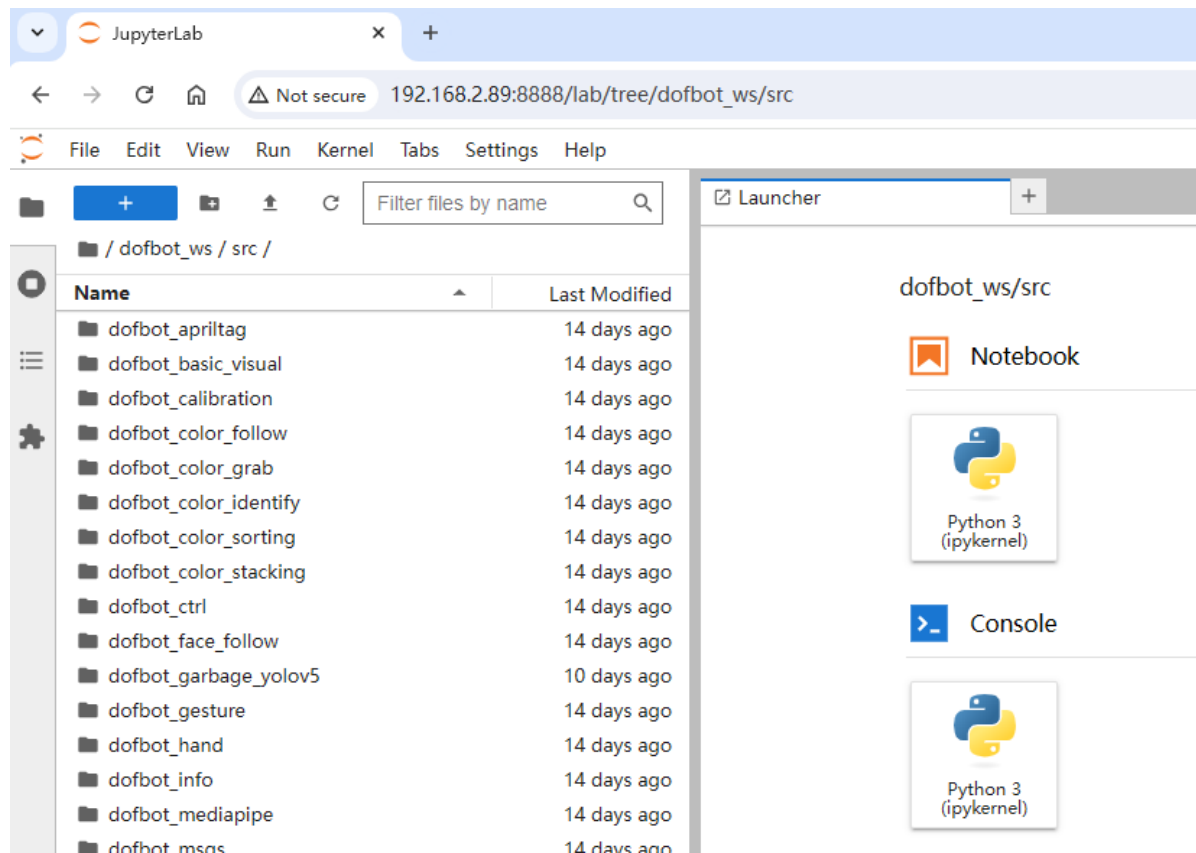 JupyterLab
Not secure 192.168.2.89:8888/lab/tree/dofbot_ws/src
File Edit View Run Kernel Tabs Settings Help
Filter files by name
/ dofbot_ws / src /
Name Last Modified
dofbot_apriltag 14 days ago
dofbot_basic_visual 14 days ago
dofbot_calibration 14 days ago
dofbot_color_follow 14 days ago
dofbot_color_grab 14 days ago
dofbot_color_identify 14 days ago
dofbot_color_sorting 14 days ago
dofbot_color_stacking 14 days ago
dofbot_ctrl 14 days ago
dofbot_face_follow 14 days ago
dofbot_garbage_yolov5 10 days ago
dofbot_gesture 14 days ago
dofbot_hand 14 days ago
dofbot_info 14 days ago
dofbot_mediapipe 14 days ago
dofbot_msgs 14 days ago
Launcher
dofbot_ws/src
Notebook
Python 3
(ipykernel)
Console
Python 3
(ipykernel)